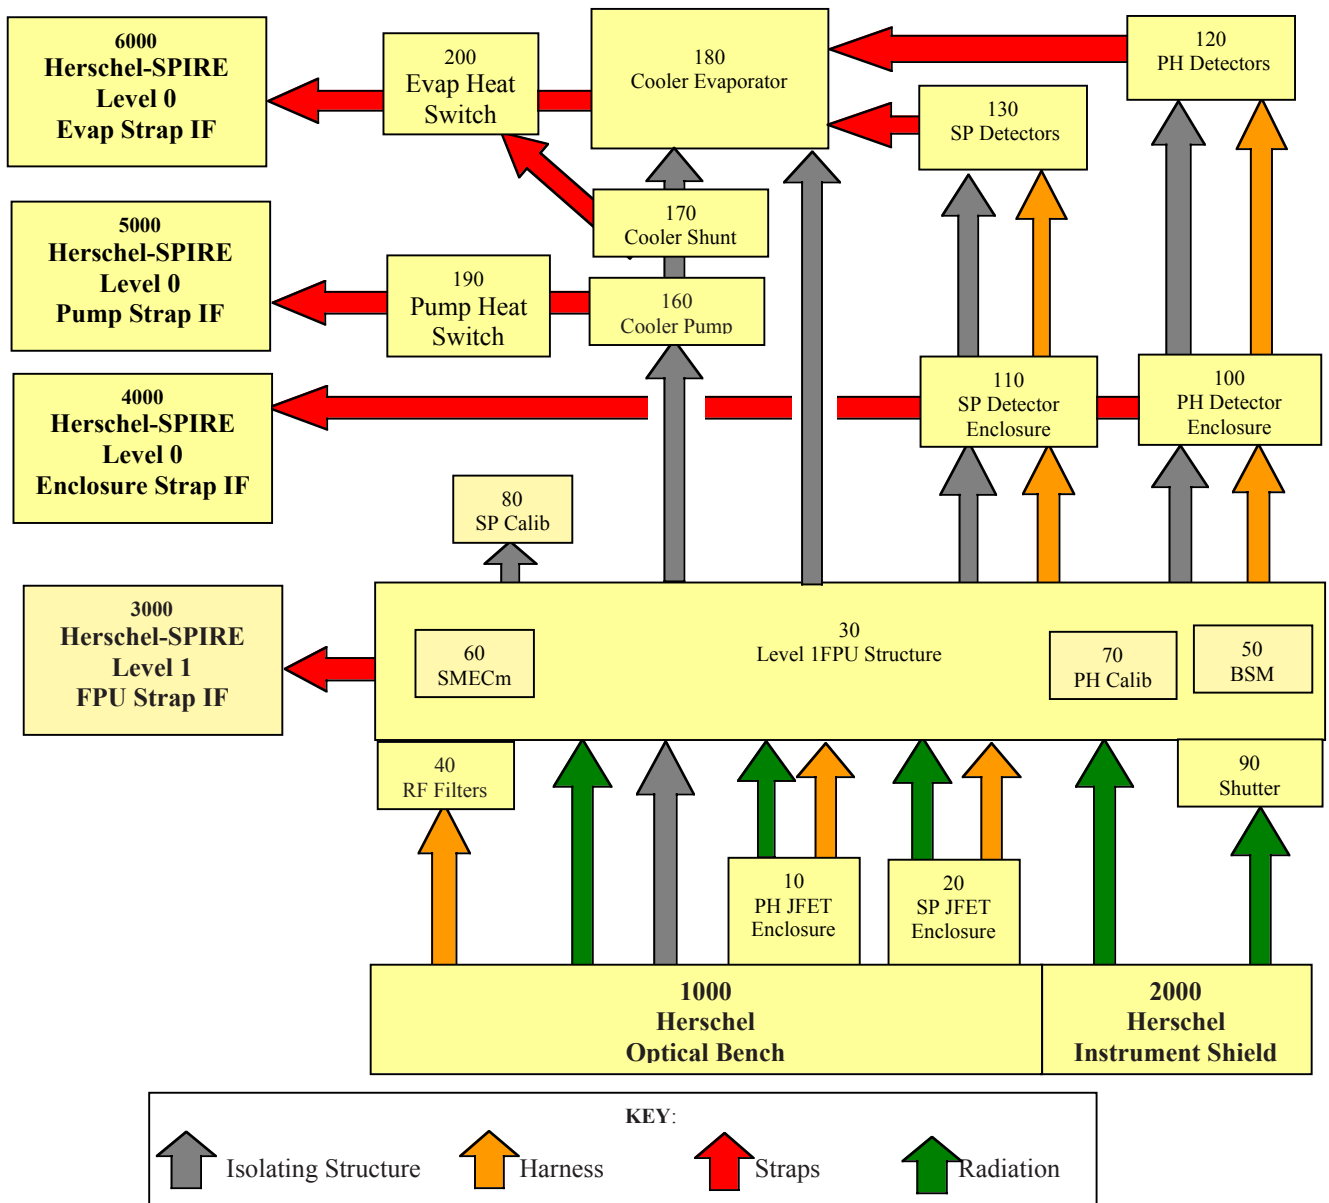 6000
Herschel-SPIRE
Level 0
Evap Strap IF
200
Evap Heat
Switch
180
Cooler Evaporator
120
PH Detectors
130
SP Detectors
5000
Herschel-SPIRE
Level 0
Pump Strap IF
190
Pump Heat
Switch
170
Cooler Shunt
160
Cooler Pump
4000
Herschel-SPIRE
Level 0
Enclosure Strap IF
110
SP Detector
Enclosure
100
PH Detector
Enclosure
80
SP Calib
3000
Herschel-SPIRE
Level 1
FPU Strap IF
60
SMECm
30
Level 1FPU Structure
70
PH Calib
50
BSM
40
RF Filters
90
Shutter
10
PH JFET
Enclosure
20
SP JFET
Enclosure
1000
Herschel
Optical Bench
2000
Herschel
Instrument Shield
KEY:
Isolating Structure
Harness
Straps
Radiation